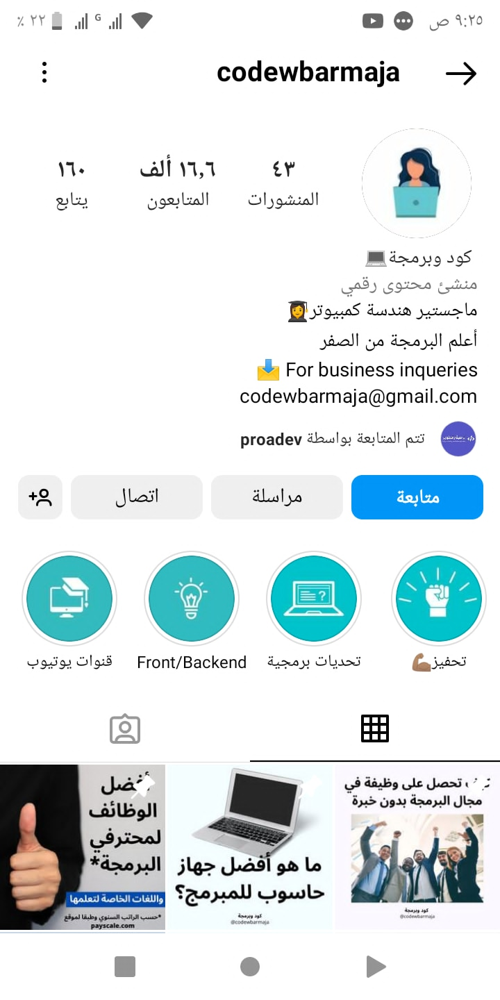 ٩:٢٥ ص
G
٢٢ ٪
codewbarmaja
٤٣
١٦,٦ ألف
١٦٠
المنشورات
المتابعون
يتابع
كود وبرمجة💻
منشئ محتوى رقمي
ماجستير هندسة كمبيوتر👩‍🎓
أعلم البرمجة من الصفر
📩 For business inqueries
codewbarmaja@gmail.com
تتم المتابعة بواسطة proadev
متابعة
مراسلة
اتصال
تحفيز💪🏽
تحديات برمجية
Front/Backend
قنوات يوتيوب
تحصل على وظيفة في
مجال البرمجة بدون خبرة
كود وبرمجة
@codewbarmaja
ما هو أفضل جهاز
حاسوب للمبرمج؟
كود وبرمجة
@codewbarmaja
أفضل
الوظائف
لمحترفي
البرمجة*
واللغات الخاصة لتعلمها
*حسب الراتب السنوي وطبقا لموقع
payscale.com